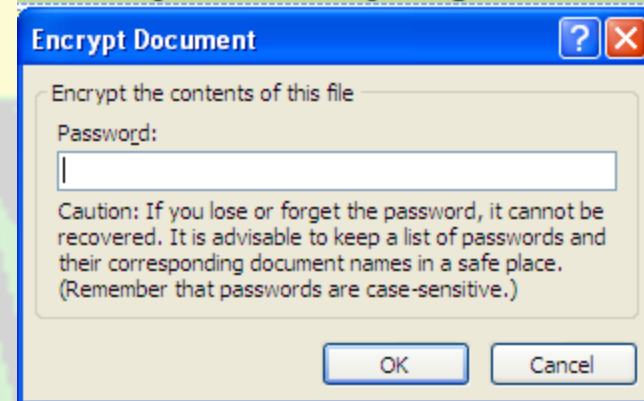 Encrypt Document
Encrypt the contents of this file
Password:
Caution: If you lose or forget the password, it cannot be
recovered. It is advisable to keep a list of passwords and
their corresponding document names in a safe place.
(Remember that passwords are case-sensitive.)
OK
Cancel